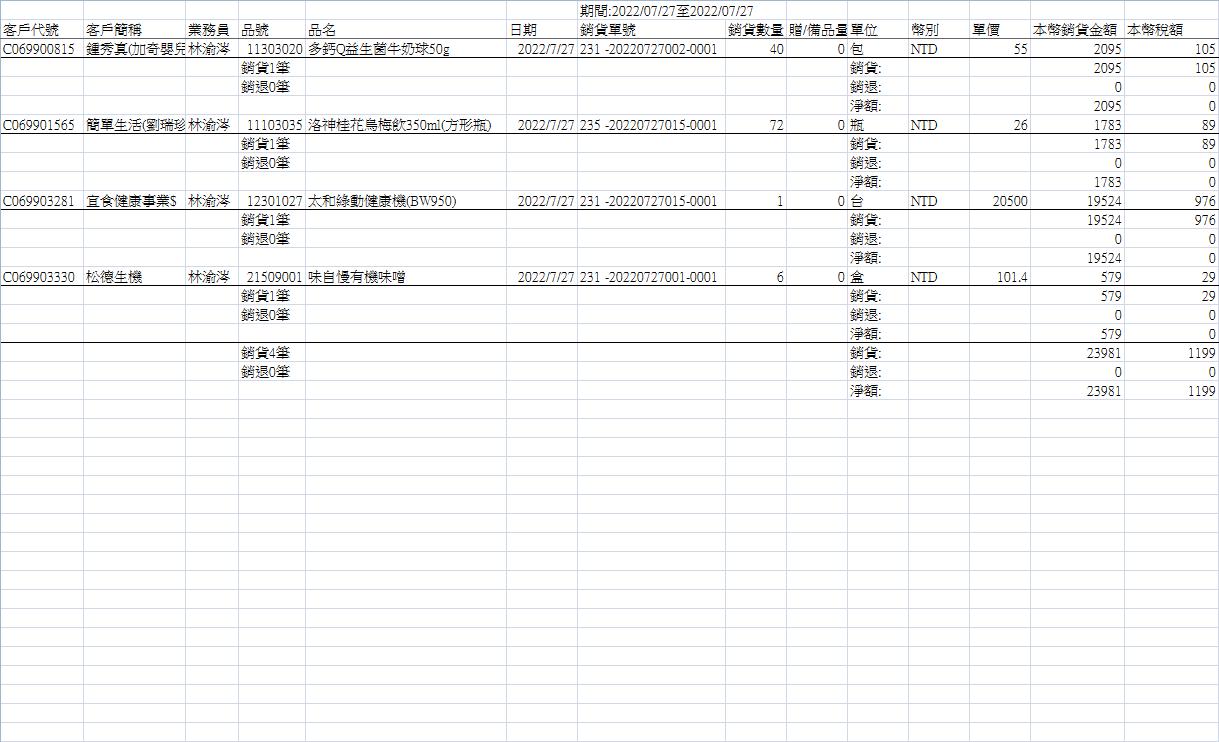 期間:2022/07/27至2022/07/27
客戶代號 客戶簡稱 業務員 品號 品名 日期 銷貨單號 銷貨數量 贈/備品量 單位 幣別 單價 本幣銷貨金額 本幣稅額
C069900815 鍾秀真(加奇嬰兒 林渝涔 11303020 多鈣Q益生菌牛奶球50g 2022/7/27 231 -20220727002-0001 40 0 包 NTD 55 2095 105
銷貨1筆 銷貨: 2095 105
銷退0筆 銷退: 0 0
淨額: 2095 0
C069901565 簡單生活(劉瑞珍 林渝涔 11103035 洛神桂花烏梅飲350ml(方形瓶) 2022/7/27 235 -20220727015-0001 72 0 瓶 NTD 26 1783 89
銷貨1筆 銷貨: 1783 89
銷退0筆 銷退: 0 0
淨額: 1783 0
C069903281 宜食健康事業$ 林渝涔 12301027 太和綠動健康機(BW950) 2022/7/27 231 -20220727015-0001 1 0 台 NTD 20500 19524 976
銷貨1筆 銷貨: 19524 976
銷退0筆 銷退: 0 0
淨額: 19524 0
C069903330 松德生機 林渝涔 21509001 味自慢有機味噌 2022/7/27 231 -20220727001-0001 6 0 盒 NTD 101.4 579 29
銷貨1筆 銷貨: 579 29
銷退0筆 銷退: 0 0
淨額: 579 0
銷貨4筆 銷貨: 23981 1199
銷退0筆 銷退: 0 0
淨額: 23981 1199